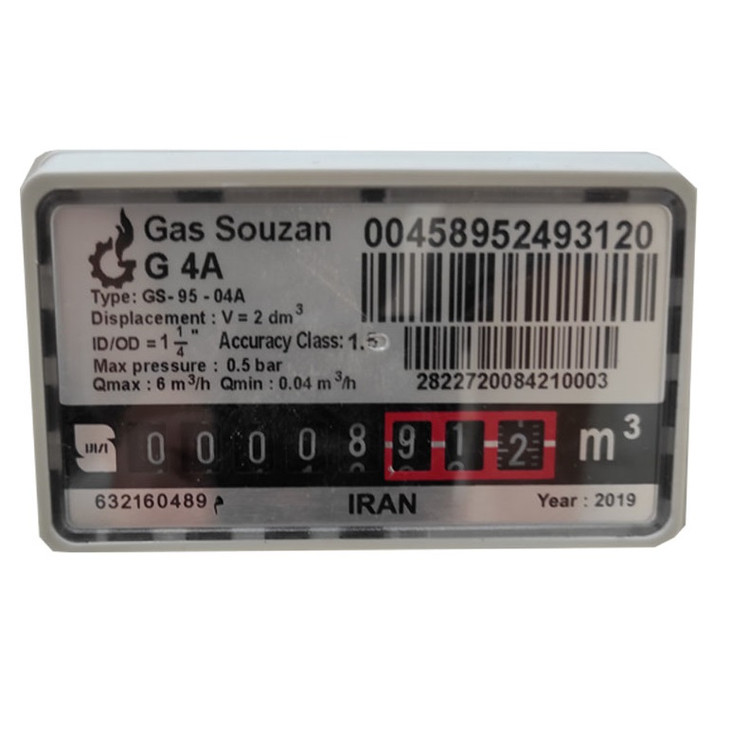 Gas Souzan
G 4A
00458952493120
Type: GS-95-04A
Displacement : V = 2 dm³
ID/OD = 1 1/4" Accuracy Class: 1.5
Max pressure : 0.5 bar
Qmax : 6 m³/h Qmin : 0.04 m³/h
2822720084210003
0 0 0 0 8 9 1 2 m³
632160489 م IRAN Year : 2019